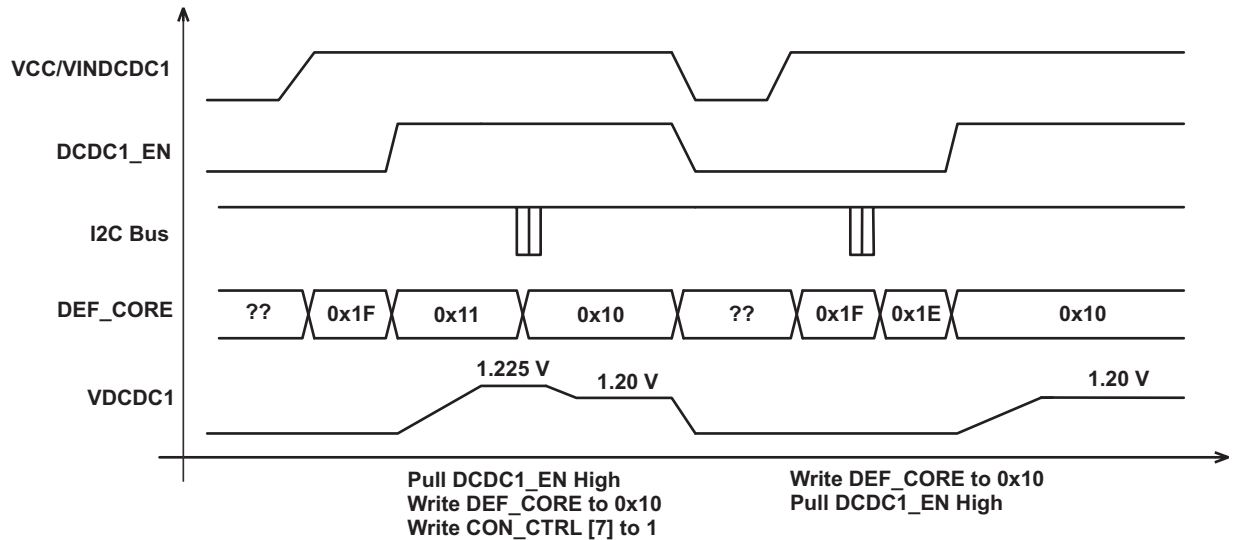 VCC/VINDCDC1
DCDC1_EN
I2C Bus
DEF_CORE ?? 0x1F 0x11 0x10 ?? 0x1F 0x1E 0x10
1.225 V 1.20 V 1.20 V
VDCDC1
Pull DCDC1_EN High
Write DEF_CORE to 0x10
Write CON_CTRL [7] to 1
Write DEF_CORE to 0x10
Pull DCDC1_EN High